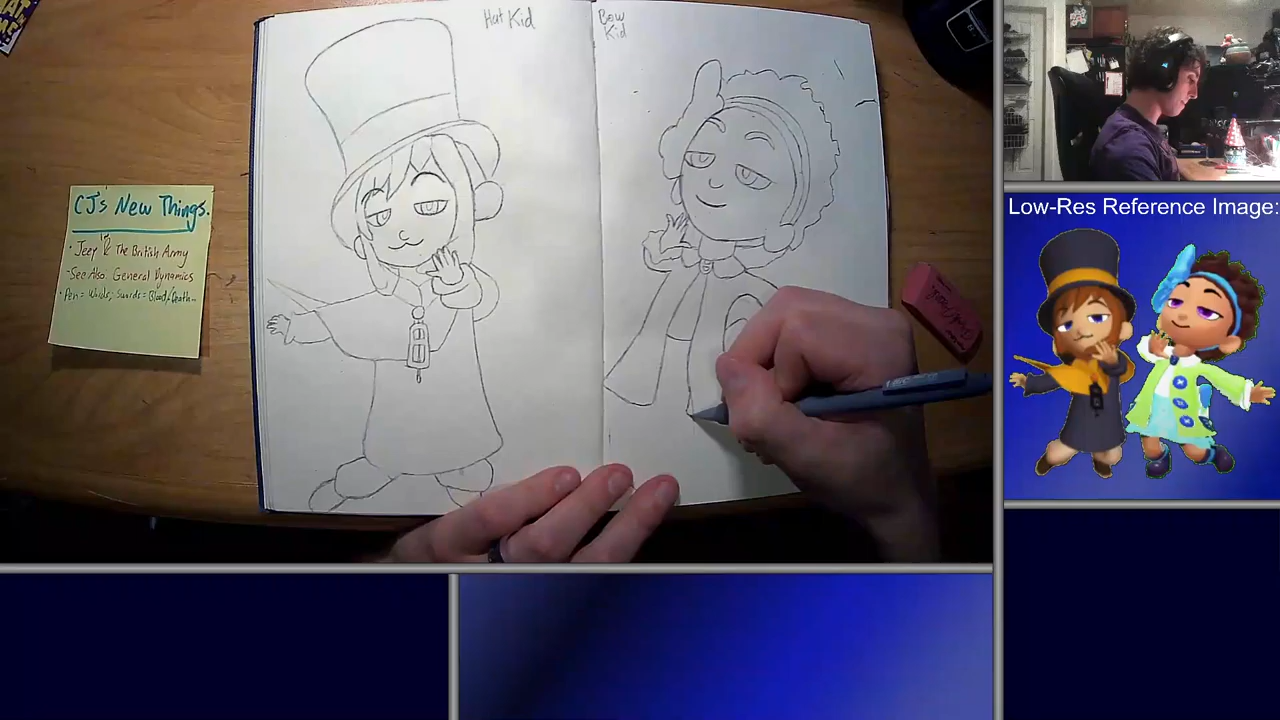 Hat Kid
Bow
Kid
CJ's New Things.
· Jeep & The British Army
-See Also: General Dynamics
Low-Res Reference Image: